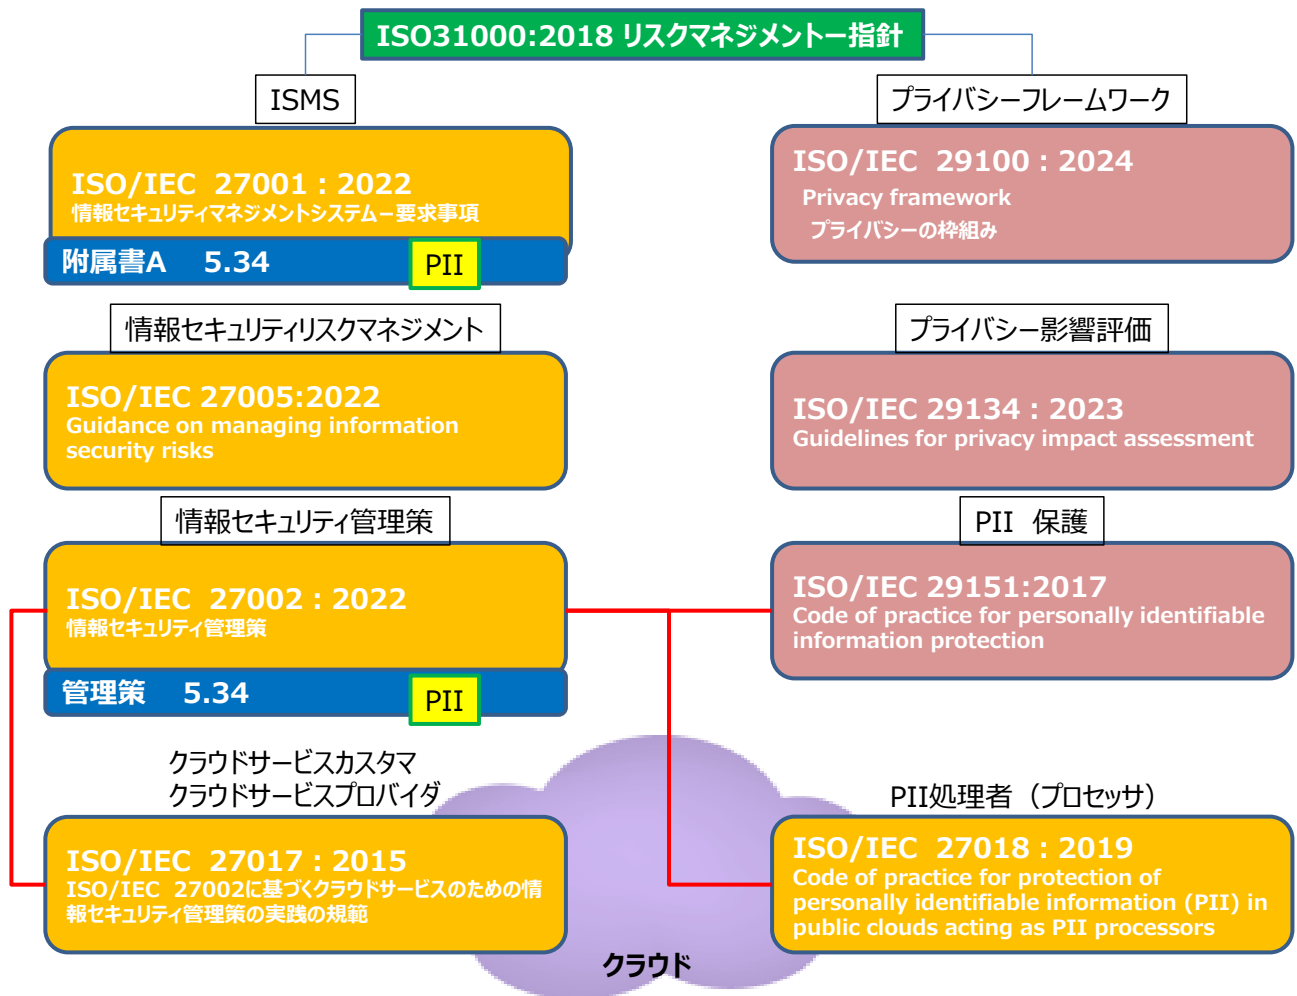 ISO31000:2018 リスクマネジメントー指針
ISMS
ISO/IEC 27001：2022
情報セキュリティマネジメントシステム－要求事項
附属書A 5.34
PII
情報セキュリティリスクマネジメント
ISO/IEC 27005:2022
Guidance on managing information
security risks
情報セキュリティ管理策
ISO/IEC 27002：2022
情報セキュリティ管理策
管理策 5.34
PII
クラウドサービスカスタマ
クラウドサービスプロバイダ
ISO/IEC 27017：2015
ISO/IEC 27002に基づくクラウドサービスのための情
報セキュリティ管理策の実践の規範
プライバシーフレームワーク
ISO/IEC 29100：2024
Privacy framework
プライバシーの枠組み
プライバシー影響評価
ISO/IEC 29134：2023
Guidelines for privacy impact assessment
PII 保護
ISO/IEC 29151:2017
Code of practice for personally identifiable
information protection
PII処理者（プロセッサ）
ISO/IEC 27018：2019
Code of practice for protection of
personally identifiable information (PII) in
public clouds acting as PII processors
クラウド